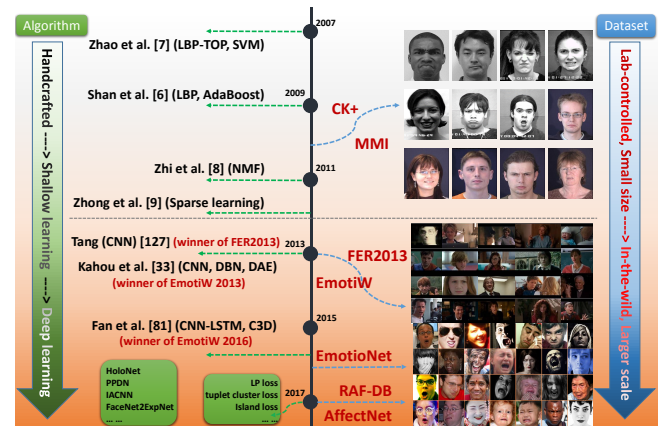 Algorithm
Dataset
2007
Zhao et al. [7] (LBP-TOP, SVM)
2009
Shan et al. [6] (LBP, AdaBoost)
CK+
MMI
Zhi et al. [8] (NMF)
2011
Zhong et al. [9] (Sparse learning)
Tang (CNN) [127] (winner of FER2013)
2013
FER2013
Kahou et al. [33] (CNN, DBN, DAE)
(winner of EmotiW 2013)
EmotiW
2015
Fan et al. [81] (CNN-LSTM, C3D)
(winner of EmotiW 2016)
EmotioNet
HoloNet
PPDN
IACNN
FaceNet2ExpNet
... ...
LP loss
tuplet cluster loss
Island loss
... ...
2017
RAF-DB
AffectNet
Handcrafted ----> Shallow learning ----> Deep learning
Lab-controlled, Small size ----> In-the-wild, Larger scale